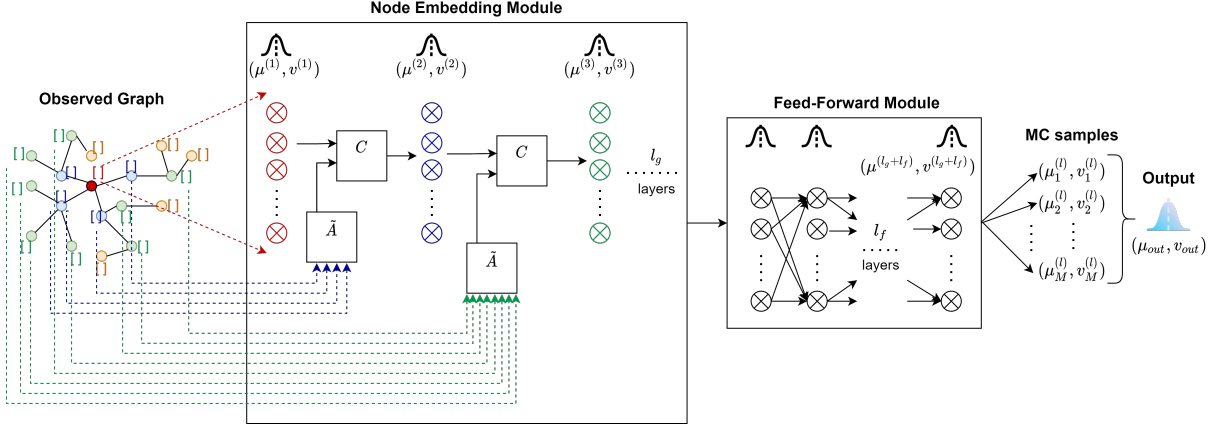 Node Embedding Module
(μ^(1), v^(1))
(μ^(2), v^(2))
(μ^(3), v^(3))
Observed Graph
[ ] [ ] [ ] [ ] [ ] [ ] [ ] [ ] [ ] [ ] [ ] [ ] [ ] [ ] [ ] [ ]
C
C
l_g
layers
Ã
Ã
Feed-Forward Module
(μ^(l_g+l_f), v^(l_g+l_f))
l_f
layers
MC samples
(μ_1^(l), v_1^(l))
(μ_2^(l), v_2^(l))
(μ_M^(l), v_M^(l))
Output
(μ_out, v_out)